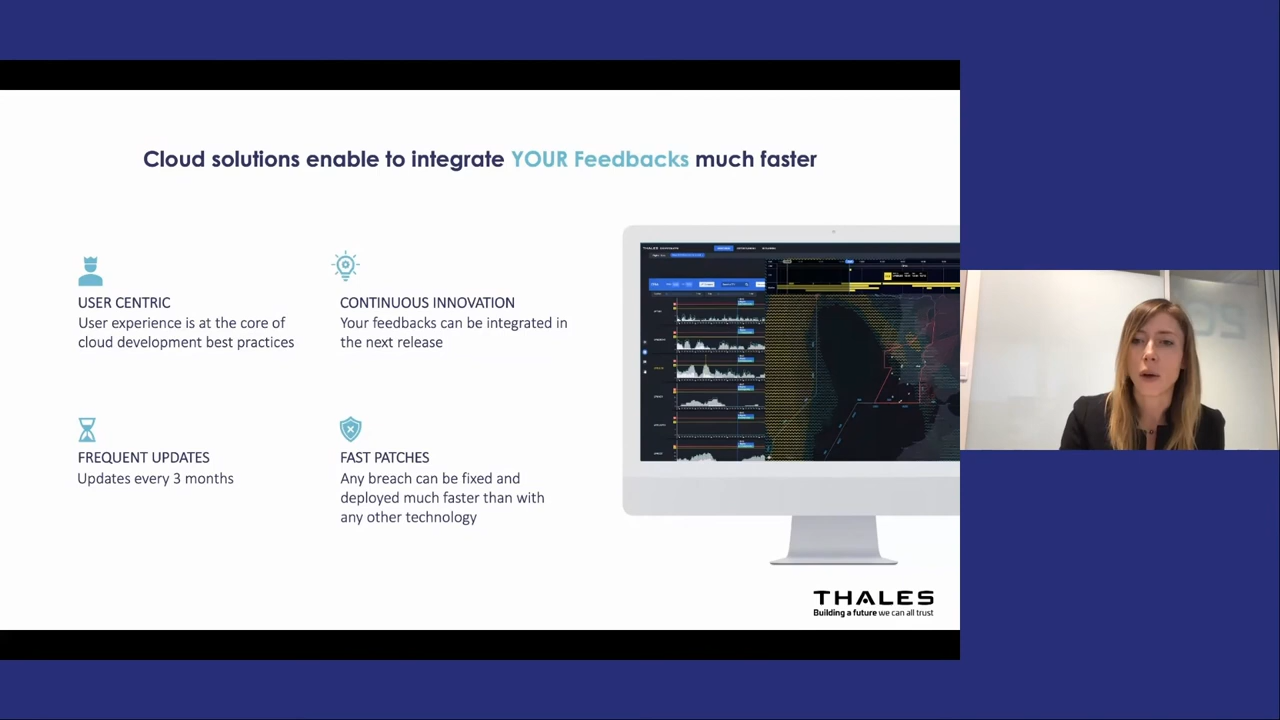 Cloud solutions enable to integrate YOUR Feedbacks much faster
USER CENTRIC
User experience is at the core of
cloud development best practices
CONTINUOUS INNOVATION
Your feedbacks can be integrated in
the next release
FREQUENT UPDATES
Updates every 3 months
FAST PATCHES
Any breach can be fixed and
deployed much faster than with
any other technology
THALES
THALES
Building a future we can all trust